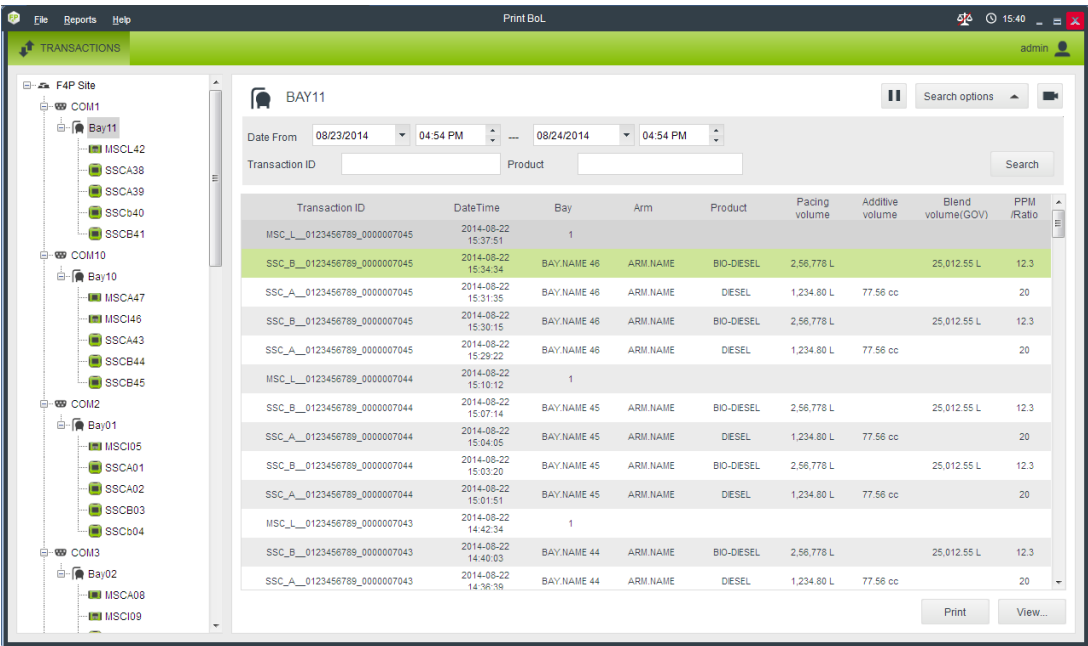 FP File Reports Help Print BoL 15:40
TRANSACTIONS admin
F4P Site
COM1
Bay11
MSCL42
SSCA38
SSCA39
SSCb40
SSCB41
COM10
Bay10
MSCA47
MSCI46
SSCA43
SSCB44
SSCB45
COM2
Bay01
MSCI05
SSCA01
SSCA02
SSCB03
SSCb04
COM3
Bay02
MSCA08
MSCI09
BAY11 Search options
Date From 08/23/2014 04:54 PM --- 08/24/2014 04:54 PM
Transaction ID Product Search
Transaction ID DateTime Bay Arm Product Pacing volume Additive volume Blend volume(GOV) PPM /Ratio
MSC_L__0123456789_0000007045 2014-08-22 15:37:51 1
SSC_B__0123456789_0000007045 2014-08-22 15:34:34 BAY.NAME 46 ARM.NAME BIO-DIESEL 2,56,778 L 25,012.55 L 12.3
SSC_A__0123456789_0000007045 2014-08-22 15:31:35 BAY.NAME 46 ARM.NAME DIESEL 1,234.80 L 77.56 cc 20
SSC_B__0123456789_0000007045 2014-08-22 15:30:15 BAY.NAME 46 ARM.NAME BIO-DIESEL 2,56,778 L 25,012.55 L 12.3
SSC_A__0123456789_0000007045 2014-08-22 15:29:22 BAY.NAME 46 ARM.NAME DIESEL 1,234.80 L 77.56 cc 20
MSC_L__0123456789_0000007044 2014-08-22 15:10:12 1
SSC_B__0123456789_0000007044 2014-08-22 15:07:14 BAY.NAME 45 ARM.NAME BIO-DIESEL 2,56,778 L 25,012.55 L 12.3
SSC_A__0123456789_0000007044 2014-08-22 15:04:05 BAY.NAME 45 ARM.NAME DIESEL 1,234.80 L 77.56 cc 20
SSC_B__0123456789_0000007044 2014-08-22 15:03:20 BAY.NAME 45 ARM.NAME BIO-DIESEL 2,56,778 L 25,012.55 L 12.3
SSC_A__0123456789_0000007044 2014-08-22 15:01:51 BAY.NAME 45 ARM.NAME DIESEL 1,234.80 L 77.56 cc 20
MSC_L__0123456789_0000007043 2014-08-22 14:42:34 1
SSC_B__0123456789_0000007043 2014-08-22 14:40:03 BAY.NAME 44 ARM.NAME BIO-DIESEL 2,56,778 L 25,012.55 L 12.3
SSC_A__0123456789_0000007043 2014-08-22 14:36:39 BAY.NAME 44 ARM.NAME DIESEL 1,234.80 L 77.56 cc 20
Print View...